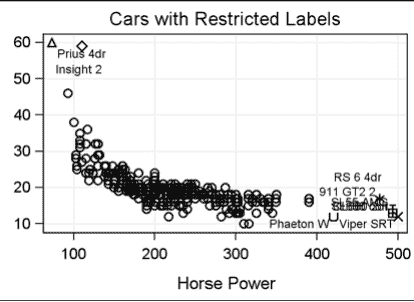 Cars with Restricted Labels
60
Prius 4dr
Insight 2
50
40
30
RS 6 4dr
20
911 GT2 2
Phaeton W Viper SRT
10
100 200 300 400 500
Horse Power